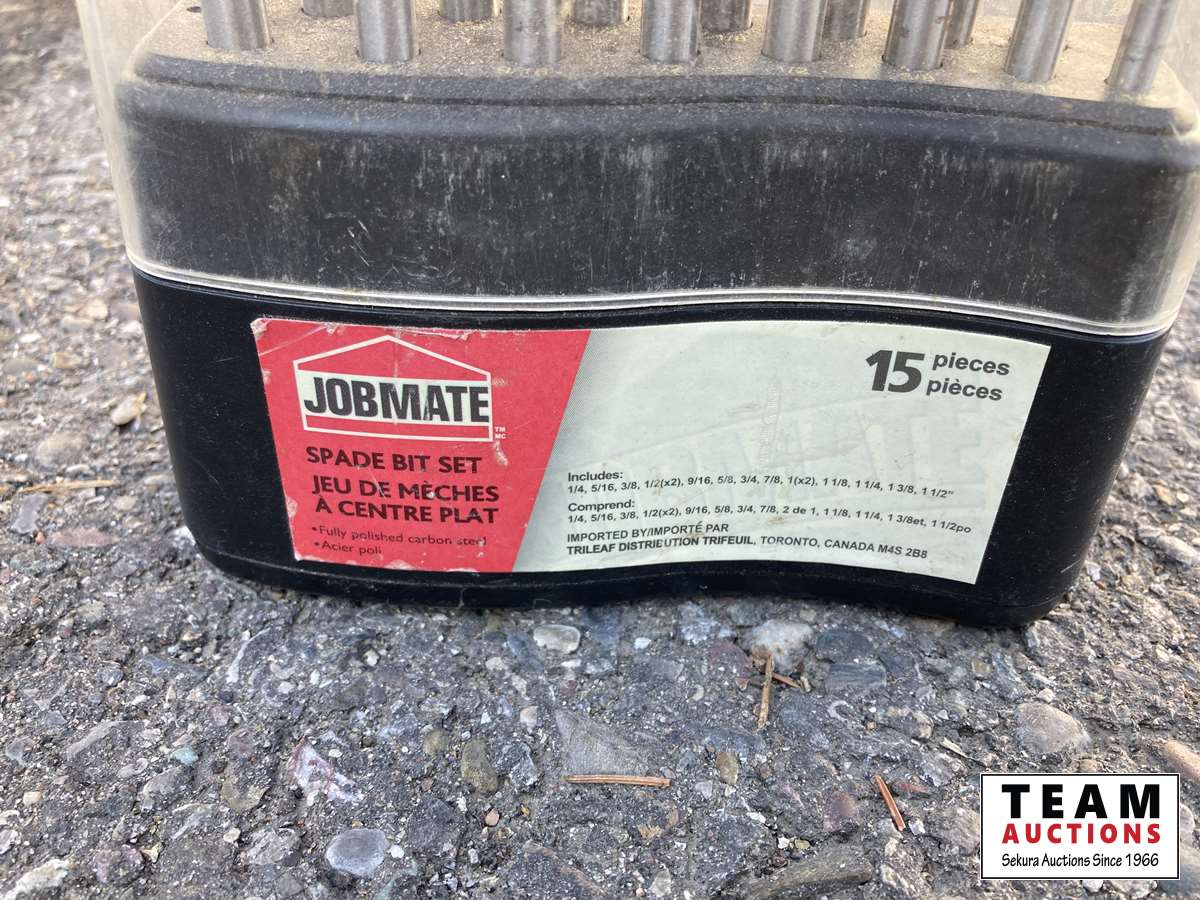 JOBMATE
TM
MC
SPADE BIT SET
JEU DE MÈCHES
À CENTRE PLAT
•Fully polished carbon steel
•Acier poli
15 pieces
pièces
Includes:
1/4, 5/16, 3/8, 1/2(x2), 9/16, 5/8, 3/4, 7/8, 1(x2), 1 1/8, 1 1/4, 1 3/8, 1 1/2"
Comprend:
1/4, 5/16, 3/8, 1/2(x2), 9/16, 5/8, 3/4, 7/8, 2 de 1, 1 1/8, 1 1/4, 1 3/8et, 1 1/2po
IMPORTED BY/IMPORTÉ PAR
TRILEAF DISTRIBUTION TRIFEUIL, TORONTO, CANADA M4S 2B8
TEAM
AUCTIONS
Sekura Auctions Since 1966